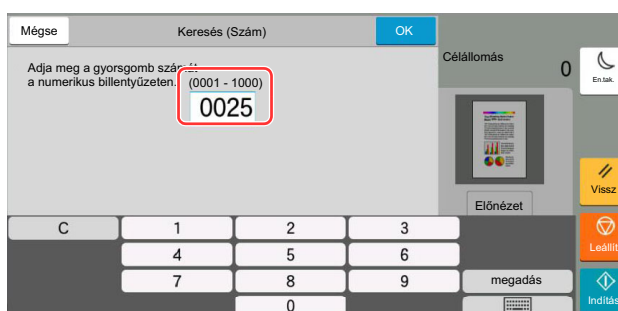 Mégse
Keresés (Szám)
OK
Adja meg a gyorsgomb számát
a numerikus billentyűzeten.
(0001 - 1000)
0025
Célállomás
0
En.tak.
Előnézet
Vissz
Leállít
Indítás
C
1
2
3
4
5
6
7
8
9
0
megadás